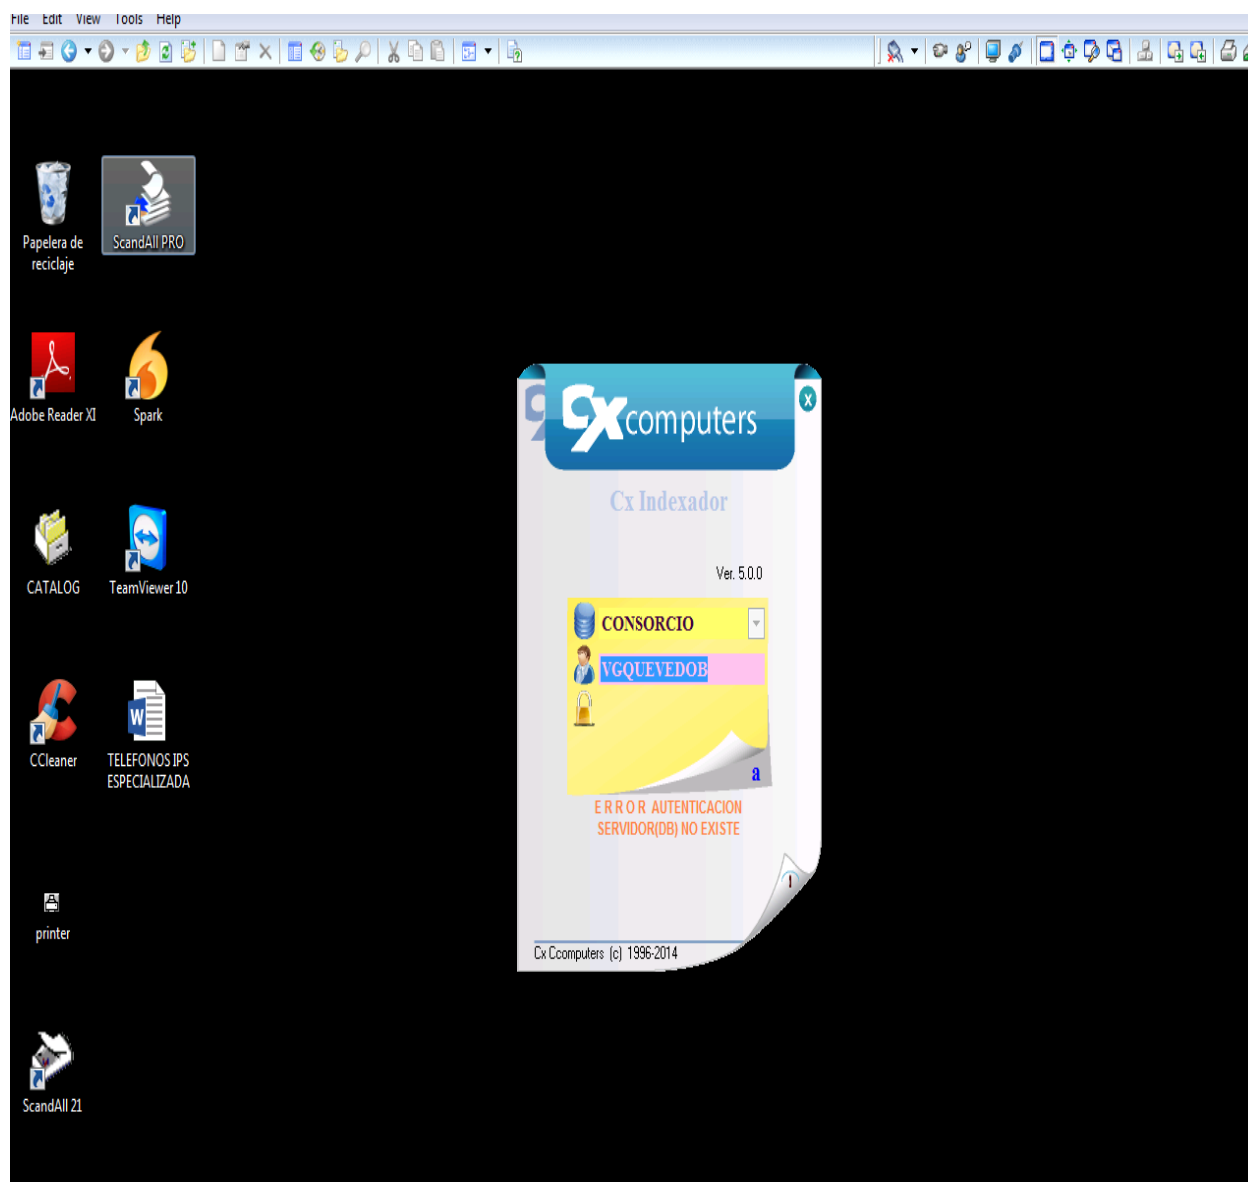 File Edit View Tools Help
Papelera de
reciclaje
ScandAll PRO
Adobe Reader XI
Spark
CATALOG
TeamViewer 10
CCleaner
TELEFONOS IPS
ESPECIALIZADA
printer
ScandAll 21
cx computers
X
Cx Indexador
Ver. 5.0.0
CONSORCIO
VGQUEVEDOB
a
E R R O R AUTENTICACION
SERVIDOR(DB) NO EXISTE
Cx Ccomputers (c) 1996-2014